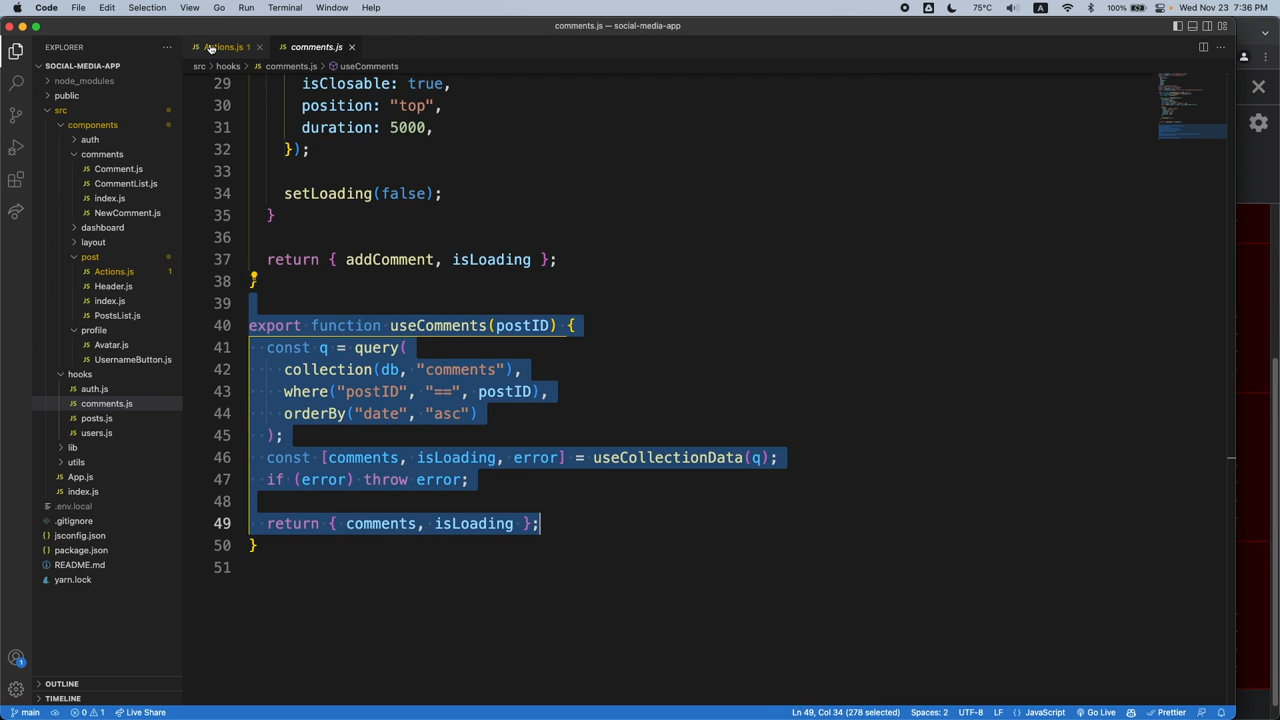 Code File Edit Selection View Go Run Terminal Window Help 75°C A 100% Wed Nov 23 7:36 PM
comments.js — social-media-app
EXPLORER
Actions.js 1
comments.js
SOCIAL-MEDIA-APP
src > hooks > comments.js > useComments
node_modules
public
src
components
auth
comments
Comment.js
CommentList.js
index.js
NewComment.js
dashboard
layout
post
Actions.js 1
Header.js
index.js
PostsList.js
profile
Avatar.js
UsernameButton.js
hooks
auth.js
comments.js
posts.js
users.js
lib
utils
App.js
index.js
.env.local
.gitignore
jsconfig.json
package.json
README.md
yarn.lock
OUTLINE
TIMELINE
29 isClosable: true,
30 position: "top",
31 duration: 5000,
32 });
33
34 setLoading(false);
35 }
36
37 return { addComment, isLoading };
38 }
39
40 export function useComments(postID) {
41 const q = query(
42 collection(db, "comments"),
43 where("postID", "==", postID),
44 orderBy("date", "asc")
45 );
46 const [comments, isLoading, error] = useCollectionData(q);
47 if (error) throw error;
48
49 return { comments, isLoading };
50 }
51
main 0 1 Live Share Ln 49, Col 34 (278 selected) Spaces: 2 UTF-8 LF JavaScript Go Live Prettier